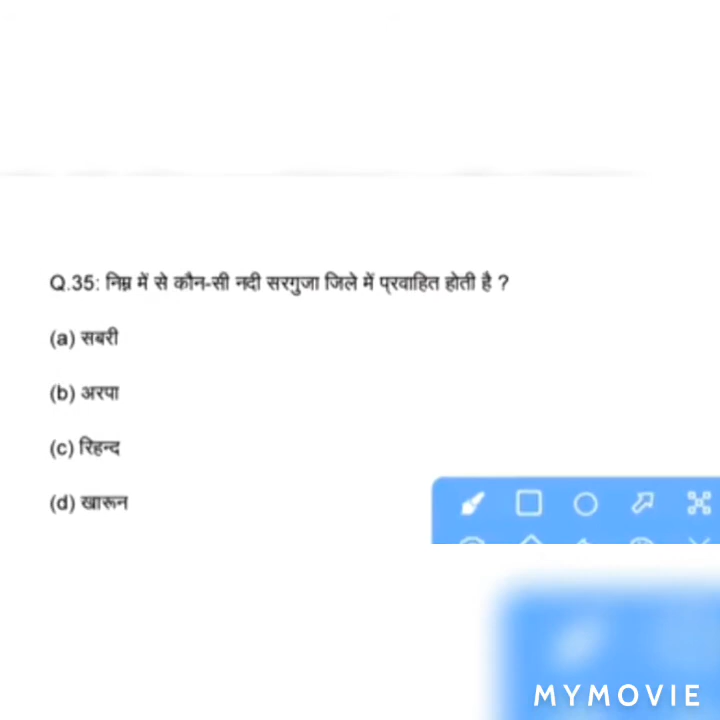 Q.35: निम्न में से कौन-सी नदी सरगुजा जिले में प्रवाहित होती है ?
(a) सबरी
(b) अरपा
(c) रिहन्द
(d) खारून
MYMOVIE